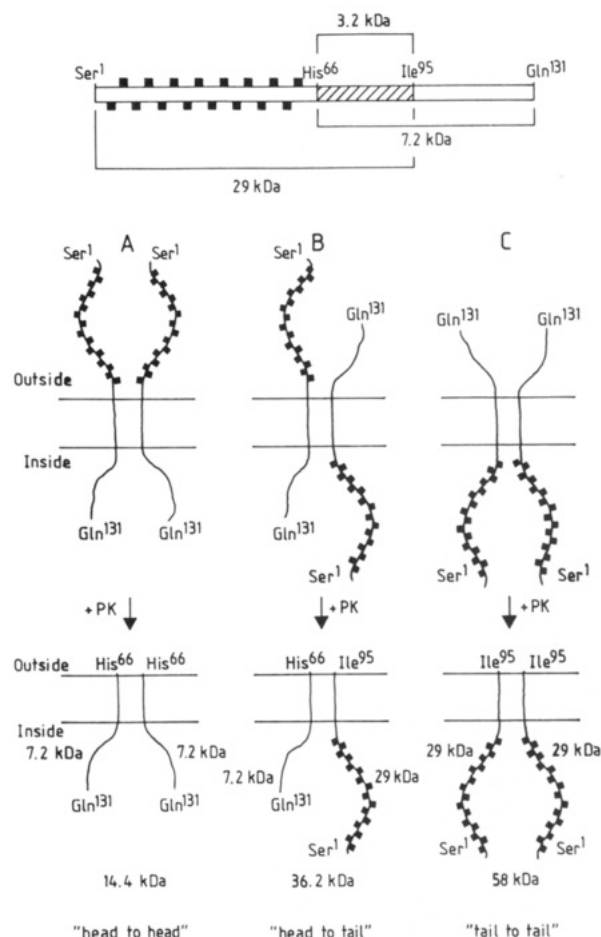 3.2 kDa
Ser1 His66 Ile95 Gln131
7.2 kDa
29 kDa
A B C
Ser1 Ser1 Ser1
Gln131 Gln131 Gln131
Outside
Inside
Gln131 Gln131 Gln131
Ser1 Ser1 Ser1
+ PK +PK +PK
Outside His66 His66 His66 Ile95 Ile95 Ile95
Inside
7.2 kDa 7.2 kDa 7.2 kDa 29 kDa 29 kDa 29 kDa
Gln131 Gln131 Gln131
Ser1 Ser1 Ser1
14.4 kDa 36.2 kDa 58 kDa
"head to head" "head to tail" "tail to tail"